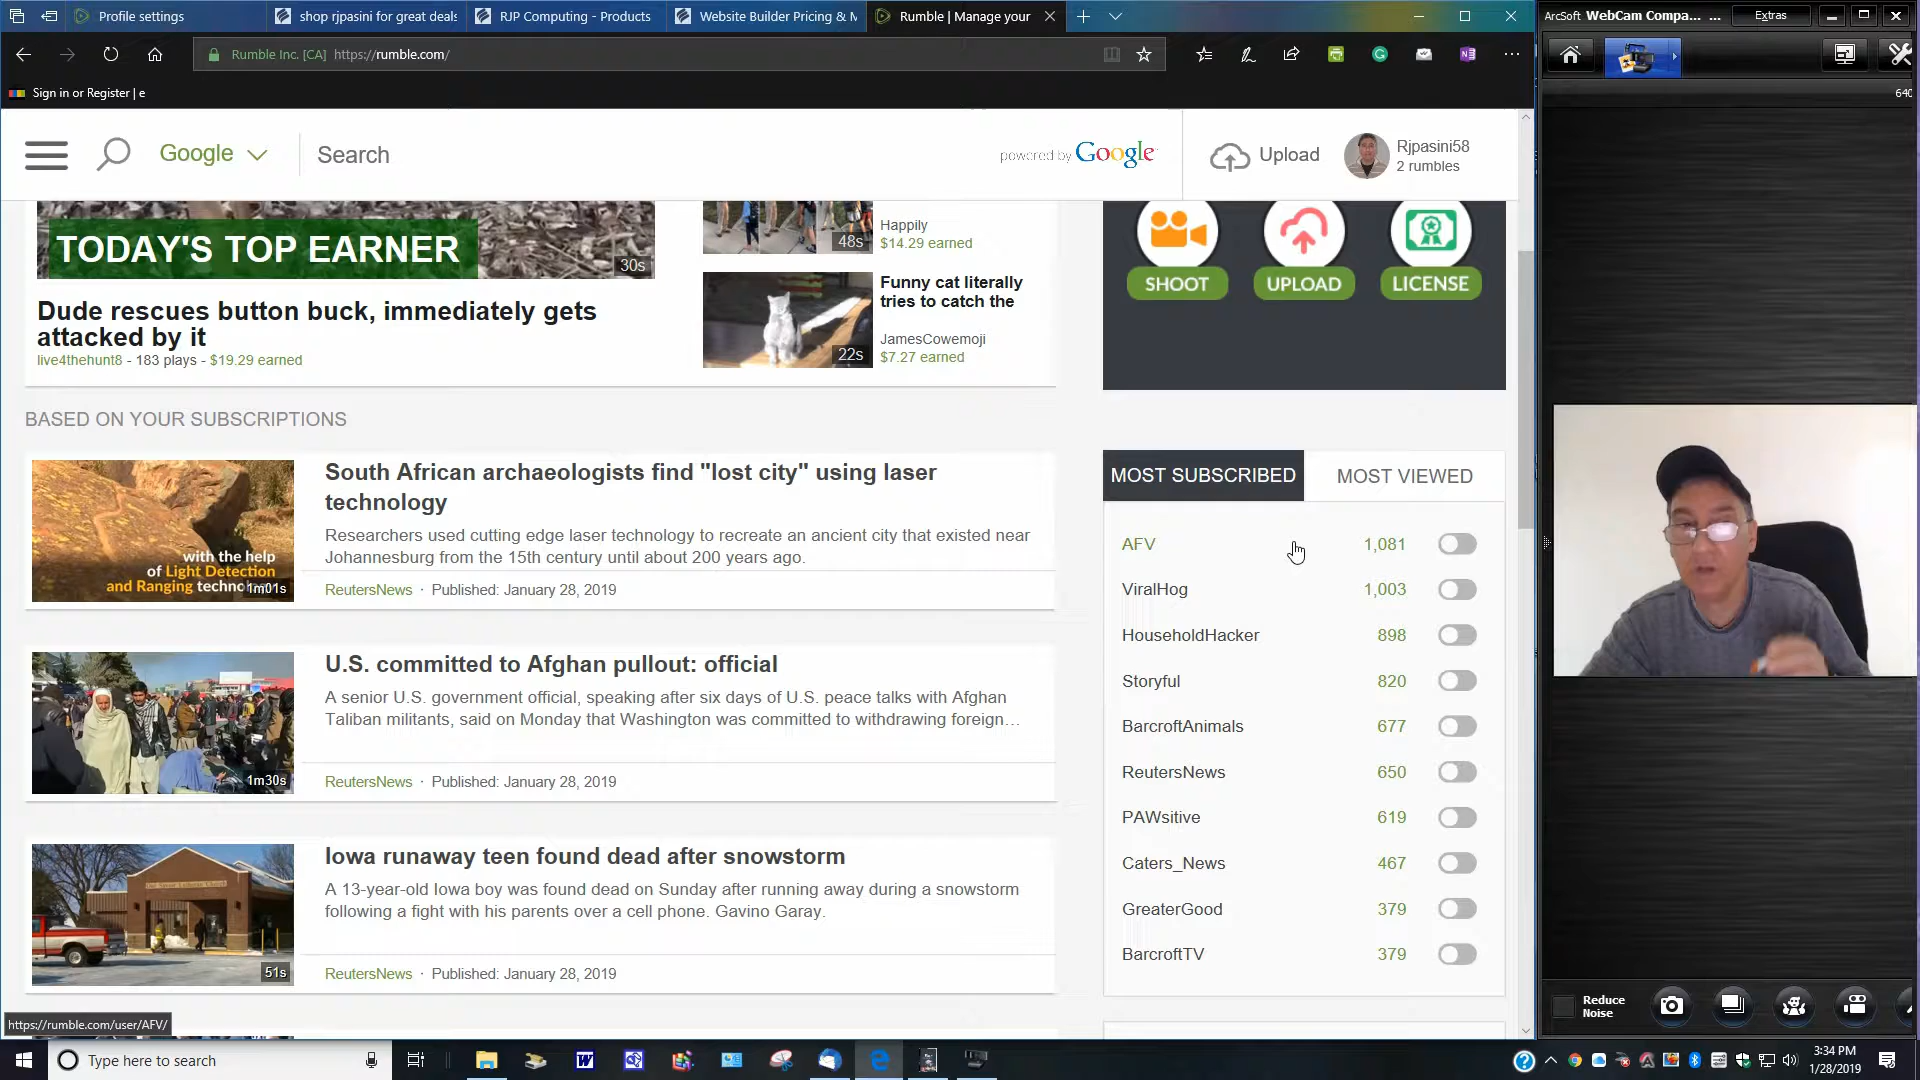 Profile settings
shop rjpasini for great deals
RJP Computing - Products
Website Builder Pricing & M
Rumble | Manage your
ArcSoft WebCam Compa... ...
Extras
Rumble Inc. [CA] https://rumble.com/
640
Sign in or Register | e
Google
Search
powered by Google
Upload
Rjpasini58
2 rumbles
TODAY'S TOP EARNER
30s
Dude rescues button buck, immediately gets
attacked by it
live4thehunt8 - 183 plays - $19.29 earned
48s
Happily
$14.29 earned
Funny cat literally
tries to catch the
22s
JamesCowemoji
$7.27 earned
SHOOT
UPLOAD
LICENSE
BASED ON YOUR SUBSCRIPTIONS
with the help
of Light Detection
and Ranging
1m01s
South African archaeologists find "lost city" using laser
technology
Researchers used cutting edge laser technology to recreate an ancient city that existed near
Johannesburg from the 15th century until about 200 years ago.
ReutersNews · Published: January 28, 2019
1m30s
U.S. committed to Afghan pullout: official
A senior U.S. government official, speaking after six days of U.S. peace talks with Afghan
Taliban militants, said on Monday that Washington was committed to withdrawing foreign…
ReutersNews · Published: January 28, 2019
51s
Iowa runaway teen found dead after snowstorm
A 13-year-old Iowa boy was found dead on Sunday after running away during a snowstorm
following a fight with his parents over a cell phone. Gavino Garay.
ReutersNews · Published: January 28, 2019
MOST SUBSCRIBED
MOST VIEWED
AFV 1,081
ViralHog 1,003
HouseholdHacker 898
Storyful 820
BarcroftAnimals 677
ReutersNews 650
PAWsitive 619
Caters_News 467
GreaterGood 379
BarcroftTV 379
Reduce
Noise
https://rumble.com/user/AFV/
Type here to search
3:34 PM
1/28/2019